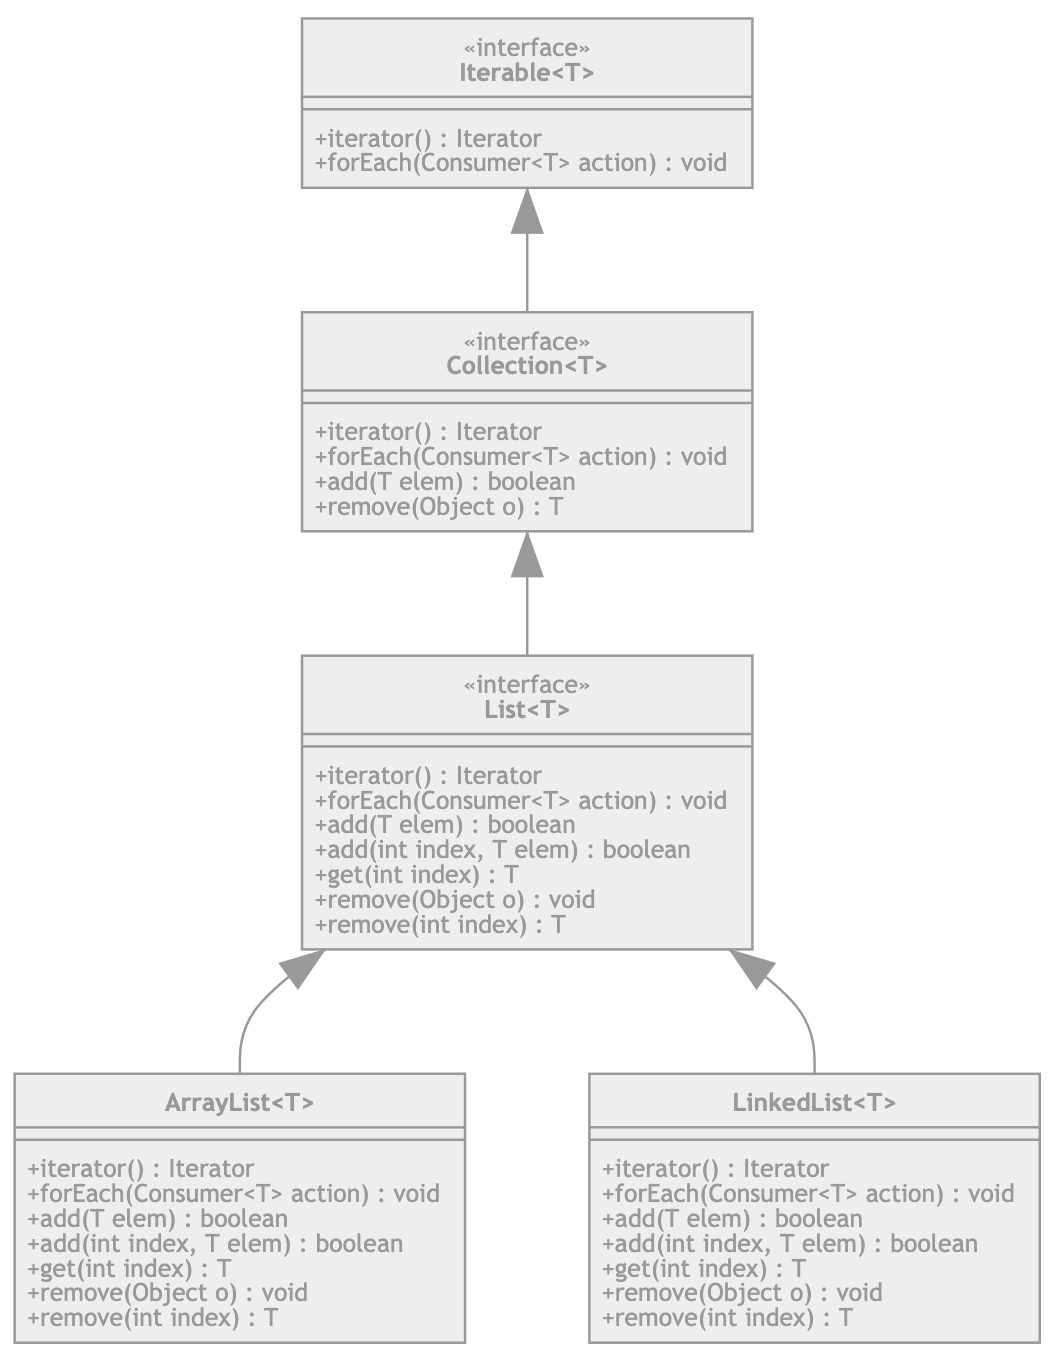 «interface»
Iterable<T>
+iterator() : Iterator
+forEach(Consumer<T> action) : void
«interface»
Collection<T>
+iterator() : Iterator
+forEach(Consumer<T> action) : void
+add(T elem) : boolean
+remove(Object o) : T
«interface»
List<T>
+iterator() : Iterator
+forEach(Consumer<T> action) : void
+add(T elem) : boolean
+add(int index, T elem) : boolean
+get(int index) : T
+remove(Object o) : void
+remove(int index) : T
ArrayList<T>
+iterator() : Iterator
+forEach(Consumer<T> action) : void
+add(T elem) : boolean
+add(int index, T elem) : boolean
+get(int index) : T
+remove(Object o) : void
+remove(int index) : T
LinkedList<T>
+iterator() : Iterator
+forEach(Consumer<T> action) : void
+add(T elem) : boolean
+add(int index, T elem) : boolean
+get(int index) : T
+remove(Object o) : void
+remove(int index) : T